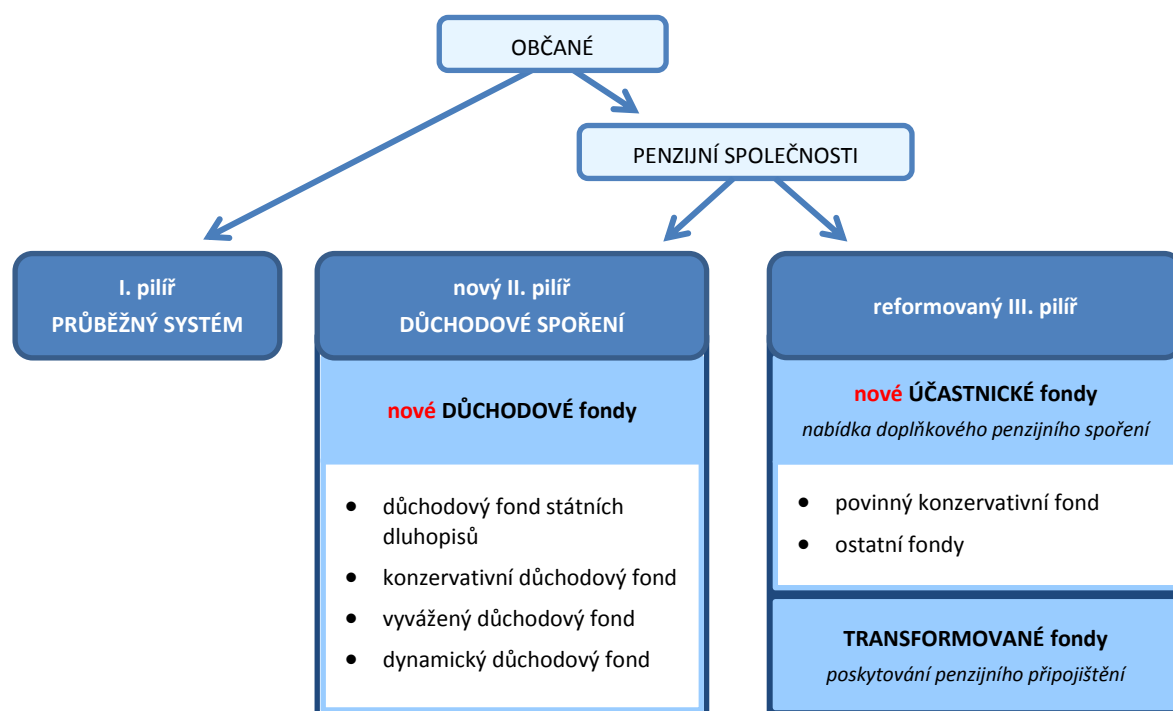 OBČANÉ
PENZIJNÍ SPOLEČNOSTI
I. pilíř
PRŮBĚŽNÝ SYSTÉM
nový II. pilíř
DŮCHODOVÉ SPOŘENÍ
nové DŮCHODOVÉ fondy
• důchodový fond státních
dluhopisů
• konzervativní důchodový fond
• vyvážený důchodový fond
• dynamický důchodový fond
reformovaný III. pilíř
nové ÚČASTNICKÉ fondy
nabídka doplňkového penzijního spoření
• povinný konzervativní fond
• ostatní fondy
TRANSFORMOVANÉ fondy
poskytování penzijního připojištění